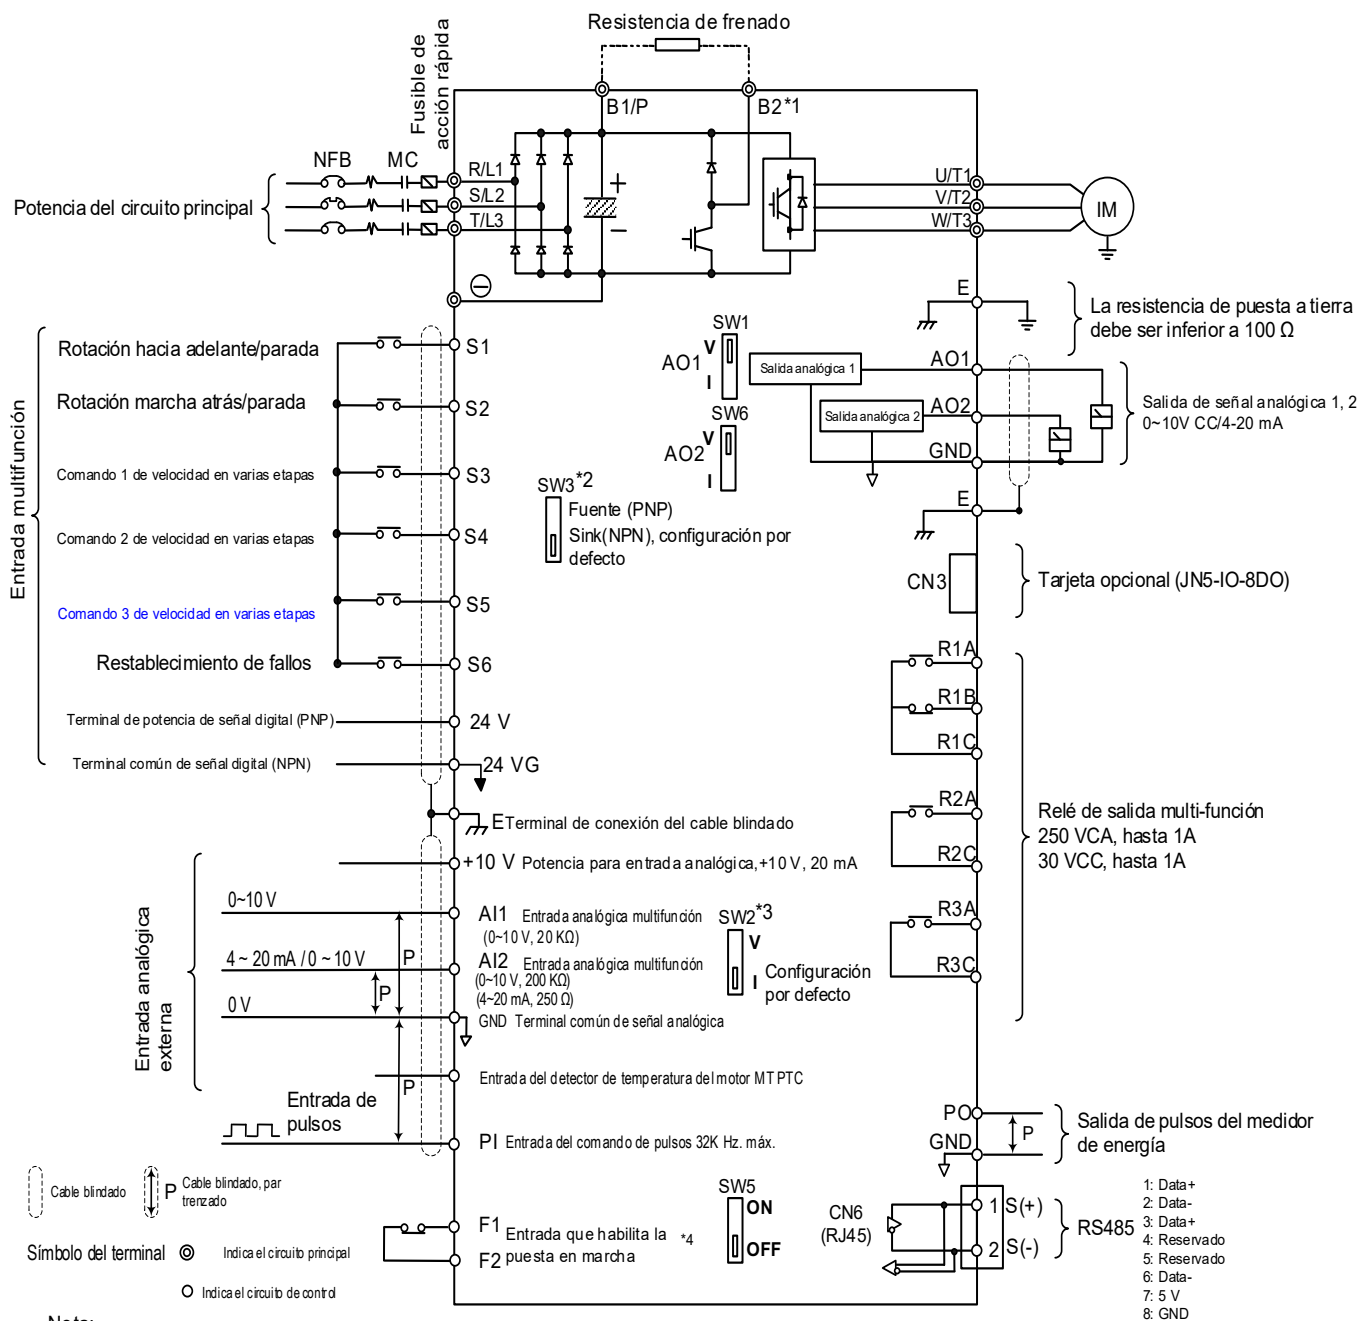 Resistencia de frenado
Fusible de
acción rápida
B1/P
B2*1
NFB
MC
R/L1
S/L2
T/L3
Potencia del circuito principal
+
−
U/T1
V/T2
W/T3
IM
E
La resistencia de puesta a tierra
debe ser inferior a 100 Ω
Entrada multifunción
Rotación hacia adelante/parada
S1
Rotación marcha atrás/parada
S2
Comando 1 de velocidad en varias etapas
S3
Comando 2 de velocidad en varias etapas
S4
Comando 3 de velocidad en varias etapas
S5
Restablecimiento de fallos
S6
Terminal de potencia de señal digital (PNP)
24 V
Terminal común de señal digital (NPN)
24 VG
E Terminal de conexión del cable blindado
SW1
V
AO1
I
SW6
V
AO2
I
Salida analógica 1
AO1
Salida analógica 2
AO2
GND
E
Salida de señal analógica 1, 2
0~10V CC/4-20 mA
SW3*2
Fuente (PNP)
Sink(NPN), configuración por
defecto
CN3
Tarjeta opcional (JN5-IO-8DO)
R1A
R1B
R1C
R2A
R2C
R3A
R3C
Relé de salida multi-función
250 VCA, hasta 1A
30 VCC, hasta 1A
Entrada analógica
externa
+10 V Potencia para entrada analógica,+10 V, 20 mA
0~10 V
AI1 Entrada analógica multifunción
(0~10 V, 20 KΩ)
4 ~ 20 mA / 0 ~ 10 V
P
AI2 Entrada analógica multifunción
(0~10 V, 200 KΩ)
(4~20 mA, 250 Ω)
P
0 V
GND Terminal común de señal analógica
SW2*3
V
I
Configuración
por defecto
Entrada del detector de temperatura del motor MT PTC
P
Entrada de
pulsos
PI Entrada del comando de pulsos 32K Hz. máx.
PO
GND
P
Salida de pulsos del medidor
de energía
Cable blindado
P
Cable blindado, par
trenzado
Símbolo del terminal
Indica el circuito principal
Indica el circuito de control
F1
F2
Entrada que habilita la
puesta en marcha
*4
SW5
ON
OFF
CN6
(RJ45)
1
S(+)
2
S(-)
RS485
1: Data+
2: Data-
3: Data+
4: Reservado
5: Reservado
6: Data-
7: 5 V
8: GND